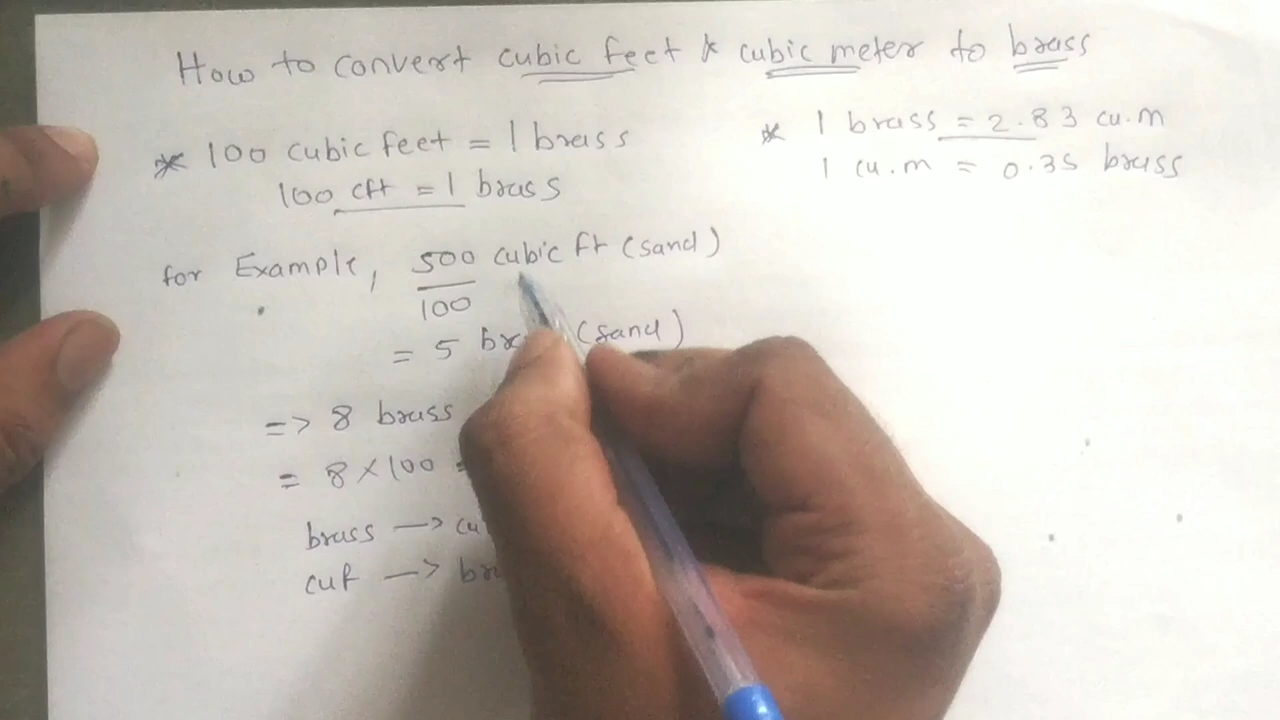 How to convert cubic feet & cubic meter to brass
* 100 cubic feet = 1 brass
100 cft = 1 brass
* 1 brass = 2.83 cu.m
1 cu.m = 0.35 brass
for Example, 500 cubic ft (sand)
100
= 5 (sand)
=> 8 brass
= 8 × 100
brass —>
cuf —>